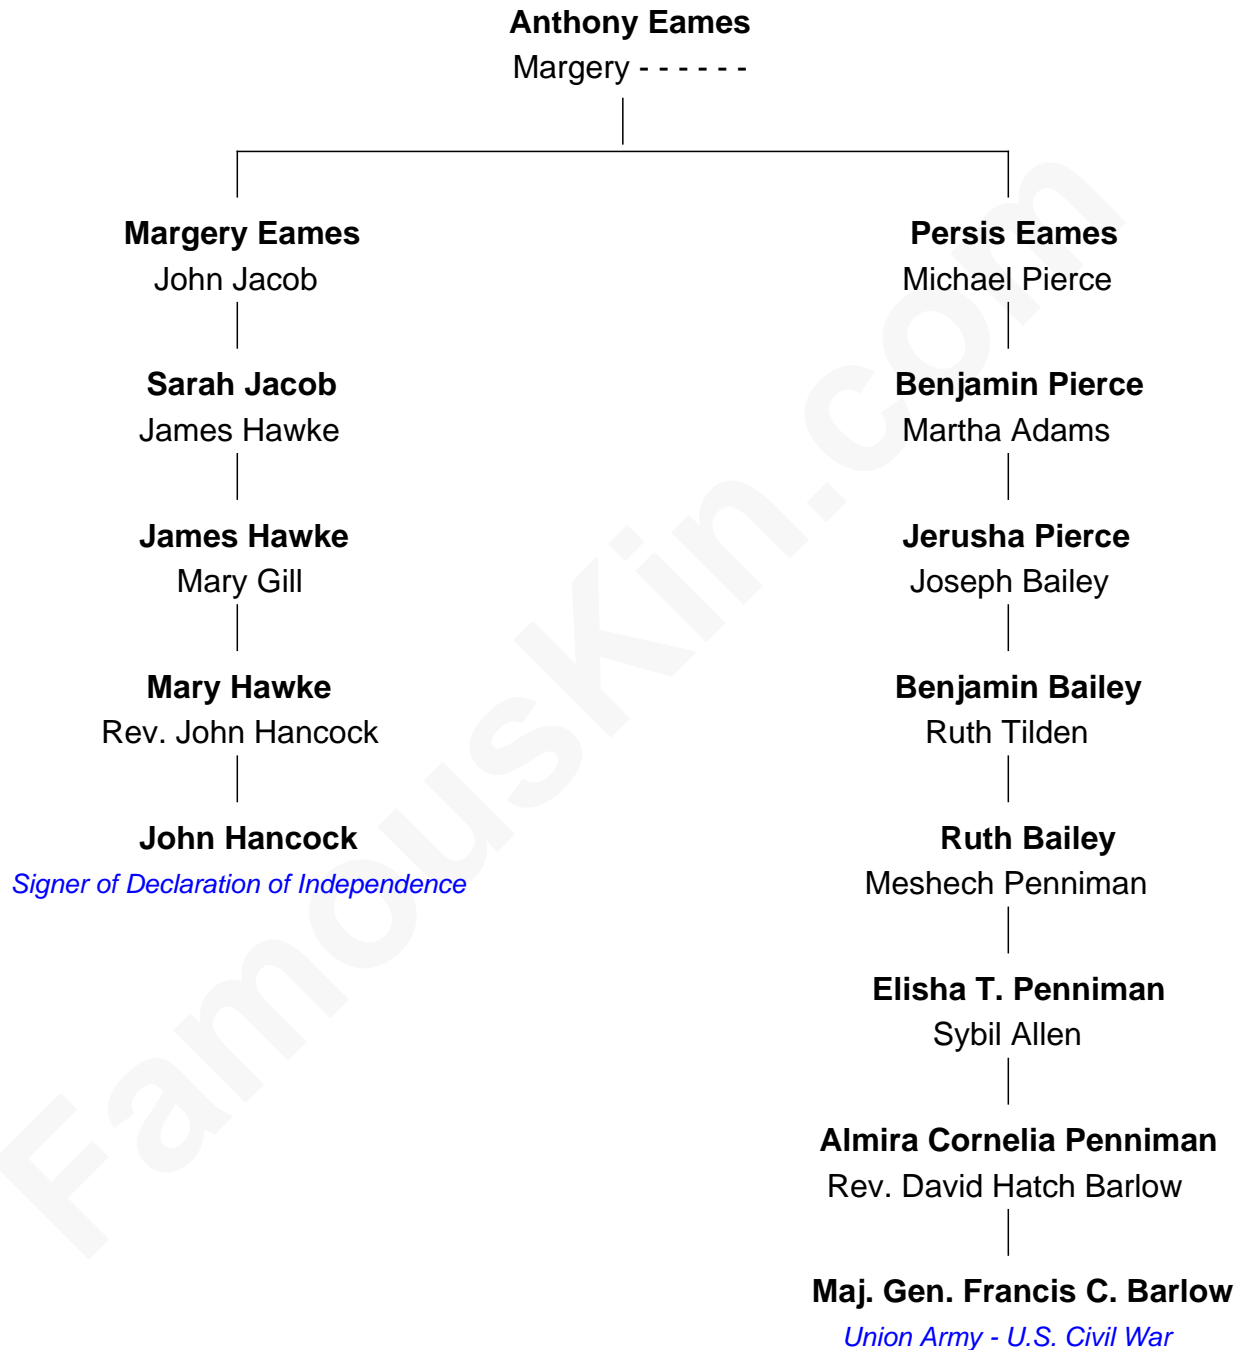 Anthony Eames
Margery - - - - - -
Margery Eames
John Jacob
Sarah Jacob
James Hawke
James Hawke
Mary Gill
Mary Hawke
Rev. John Hancock
John Hancock
Signer of Declaration of Independence
Persis Eames
Michael Pierce
Benjamin Pierce
Martha Adams
Jerusha Pierce
Joseph Bailey
Benjamin Bailey
Ruth Tilden
Ruth Bailey
Meshech Penniman
Elisha T. Penniman
Sybil Allen
Almira Cornelia Penniman
Rev. David Hatch Barlow
Maj. Gen. Francis C. Barlow
Union Army - U.S. Civil War
FamousKin.com